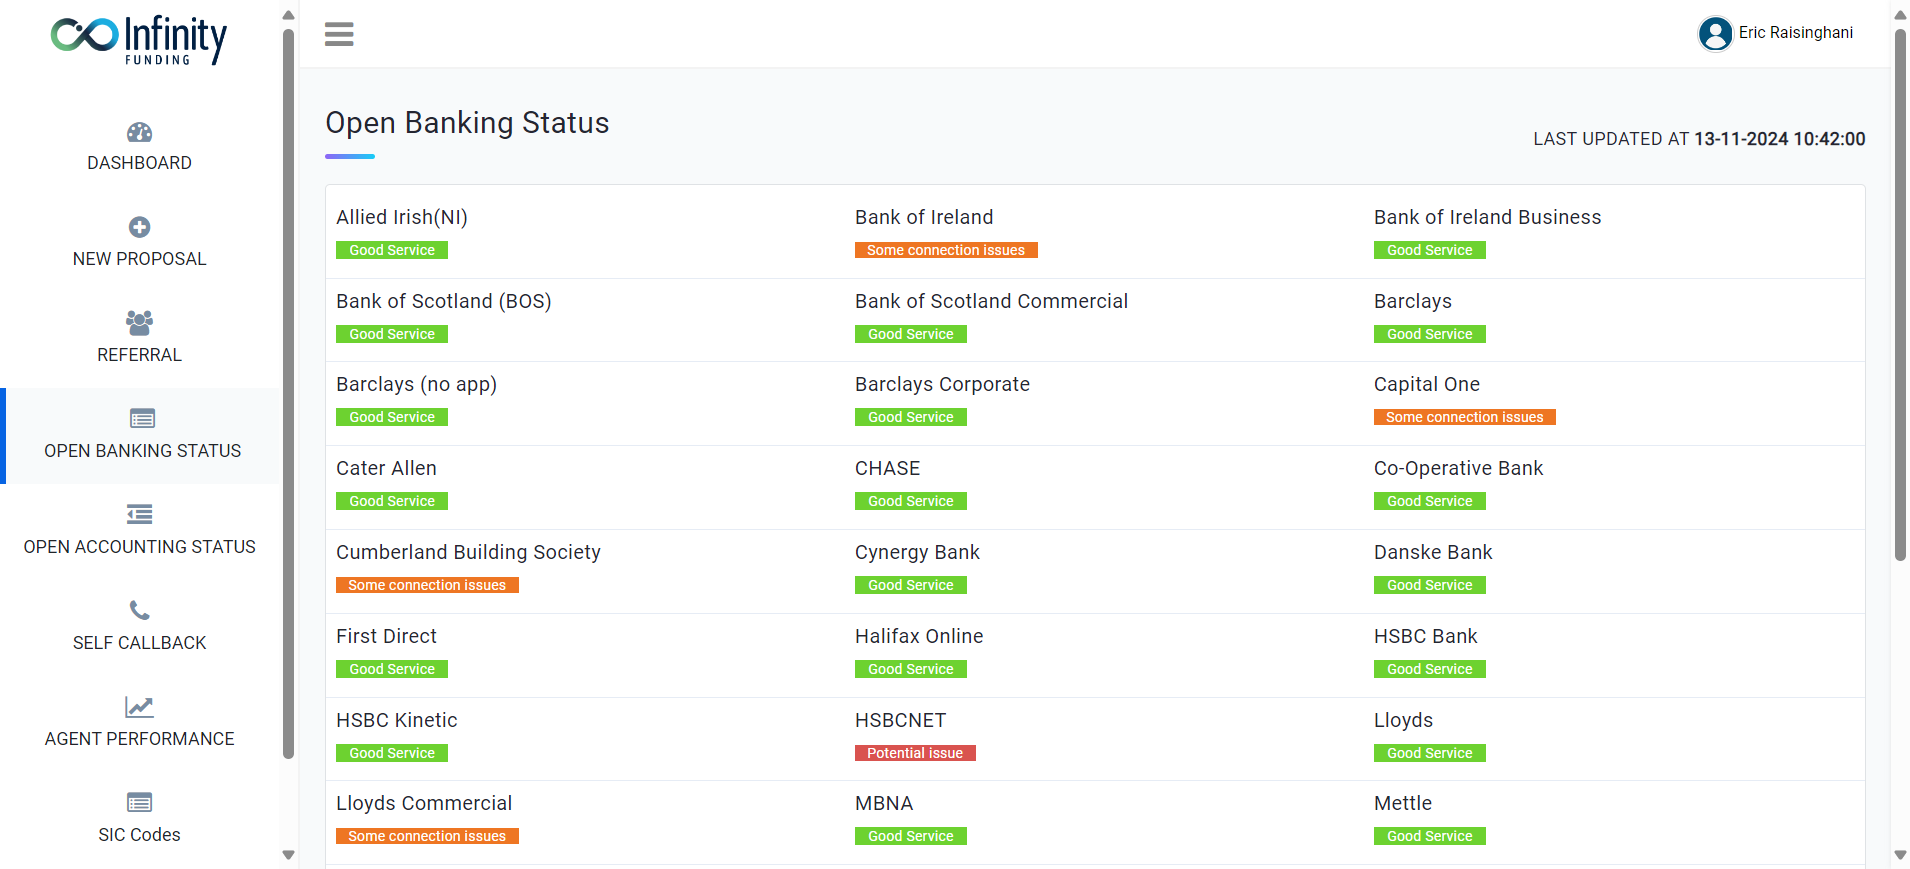 Infinity
FUNDING
Eric Raisinghani
DASHBOARD
NEW PROPOSAL
REFERRAL
OPEN BANKING STATUS
OPEN ACCOUNTING STATUS
SELF CALLBACK
AGENT PERFORMANCE
SIC Codes
Open Banking Status
LAST UPDATED AT 13-11-2024 10:42:00
Allied Irish(NI)
Good Service
Bank of Ireland
Some connection issues
Bank of Ireland Business
Good Service
Bank of Scotland (BOS)
Good Service
Bank of Scotland Commercial
Good Service
Barclays
Good Service
Barclays (no app)
Good Service
Barclays Corporate
Good Service
Capital One
Some connection issues
Cater Allen
Good Service
CHASE
Good Service
Co-Operative Bank
Good Service
Cumberland Building Society
Some connection issues
Cynergy Bank
Good Service
Danske Bank
Good Service
First Direct
Good Service
Halifax Online
Good Service
HSBC Bank
Good Service
HSBC Kinetic
Good Service
HSBCNET
Potential issue
Lloyds
Good Service
Lloyds Commercial
Some connection issues
MBNA
Good Service
Mettle
Good Service